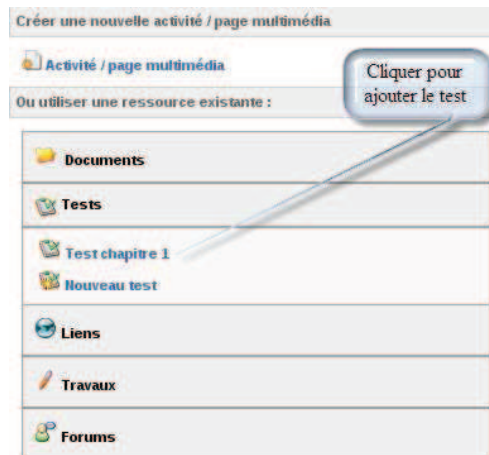 Créer une nouvelle activité / page multimédia
Activité / page multimédia
Cliquer pour
ajouter le test
Ou utiliser une ressource existante :
Documents
Tests
Test chapitre 1
Nouveau test
Liens
Travaux
Forums